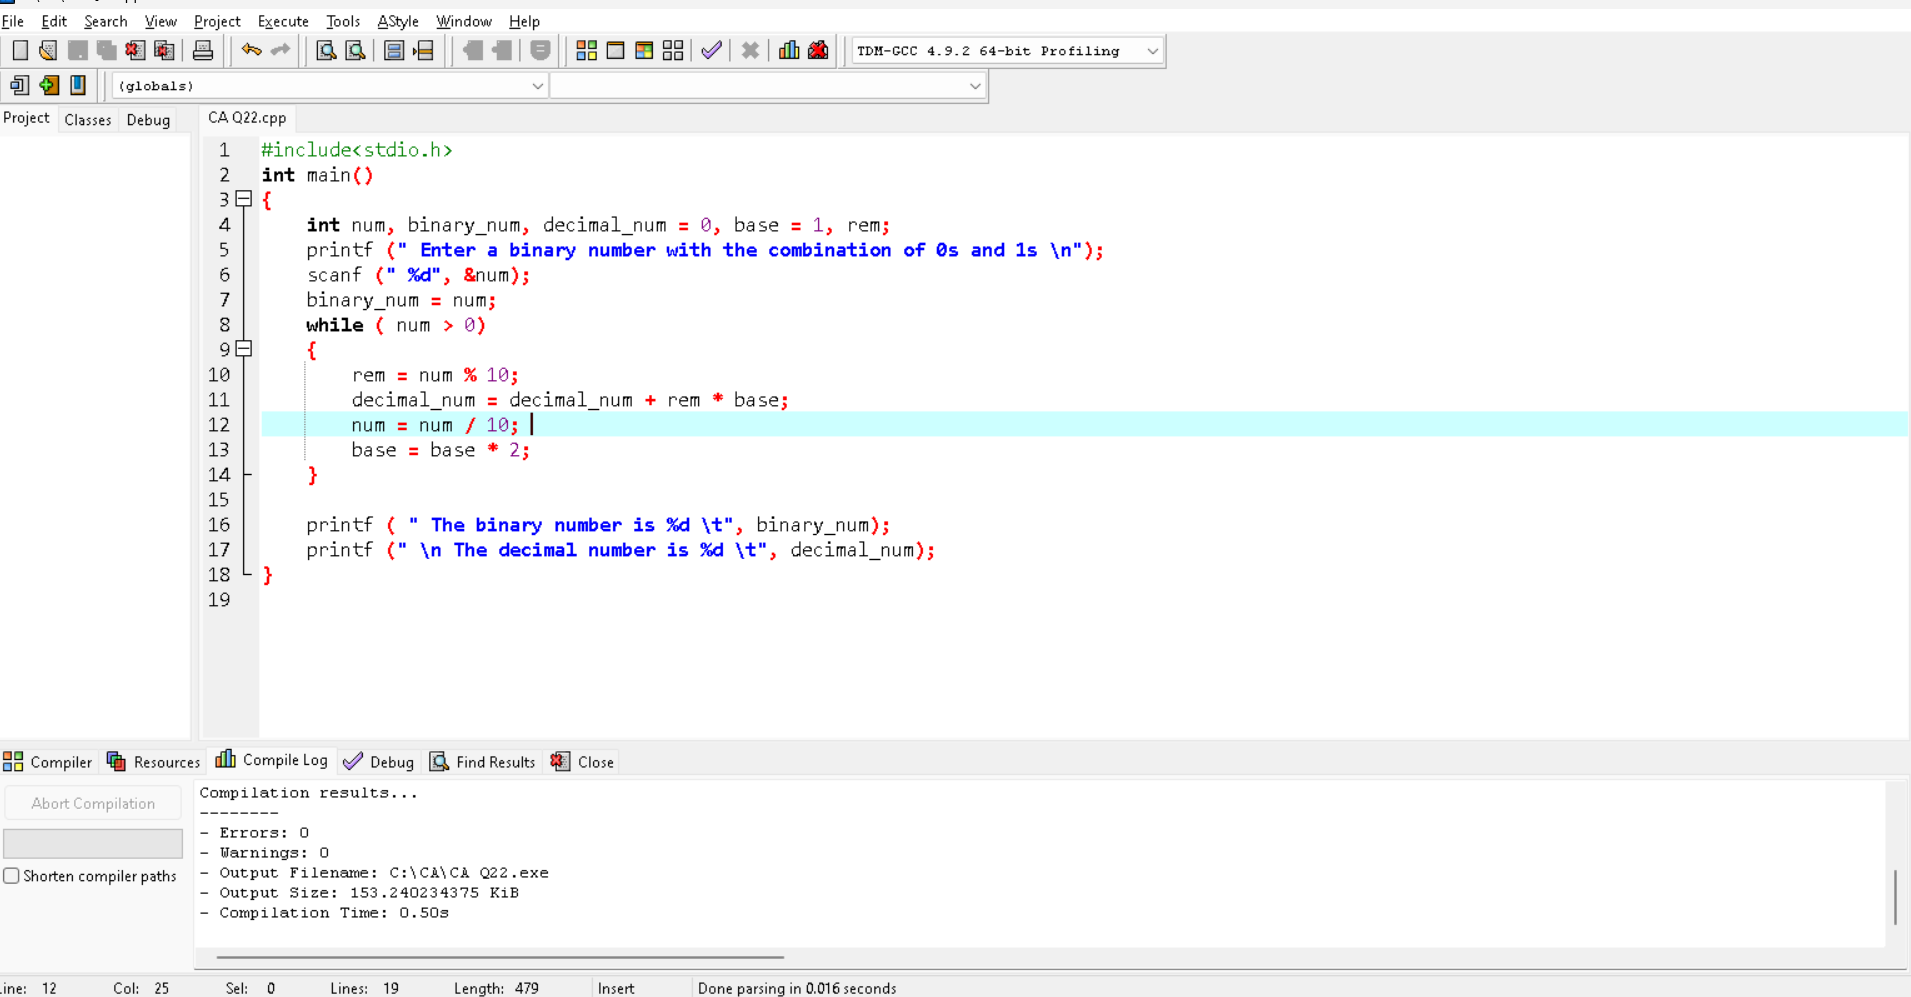 File Edit Search View Project Execute Tools AStyle Window Help
TDM-GCC 4.9.2 64-bit Profiling
(globals)
Project Classes Debug CA Q22.cpp
1 #include<stdio.h>
2 int main()
3 {
4 int num, binary_num, decimal_num = 0, base = 1, rem;
5 printf (" Enter a binary number with the combination of 0s and 1s \n");
6 scanf (" %d", &num);
7 binary_num = num;
8 while ( num > 0)
9 {
10 rem = num % 10;
11 decimal_num = decimal_num + rem * base;
12 num = num / 10;
13 base = base * 2;
14 }
15
16 printf ( " The binary number is %d \t", binary_num);
17 printf (" \n The decimal number is %d \t", decimal_num);
18 }
19
Compiler Resources Compile Log Debug Find Results Close
Abort Compilation
Shorten compiler paths
Compilation results...
--------
- Errors: 0
- Warnings: 0
- Output Filename: C:\CA\CA Q22.exe
- Output Size: 153.240234375 KiB
- Compilation Time: 0.50s
Line: 12 Col: 25 Sel: 0 Lines: 19 Length: 479 Insert Done parsing in 0.016 seconds